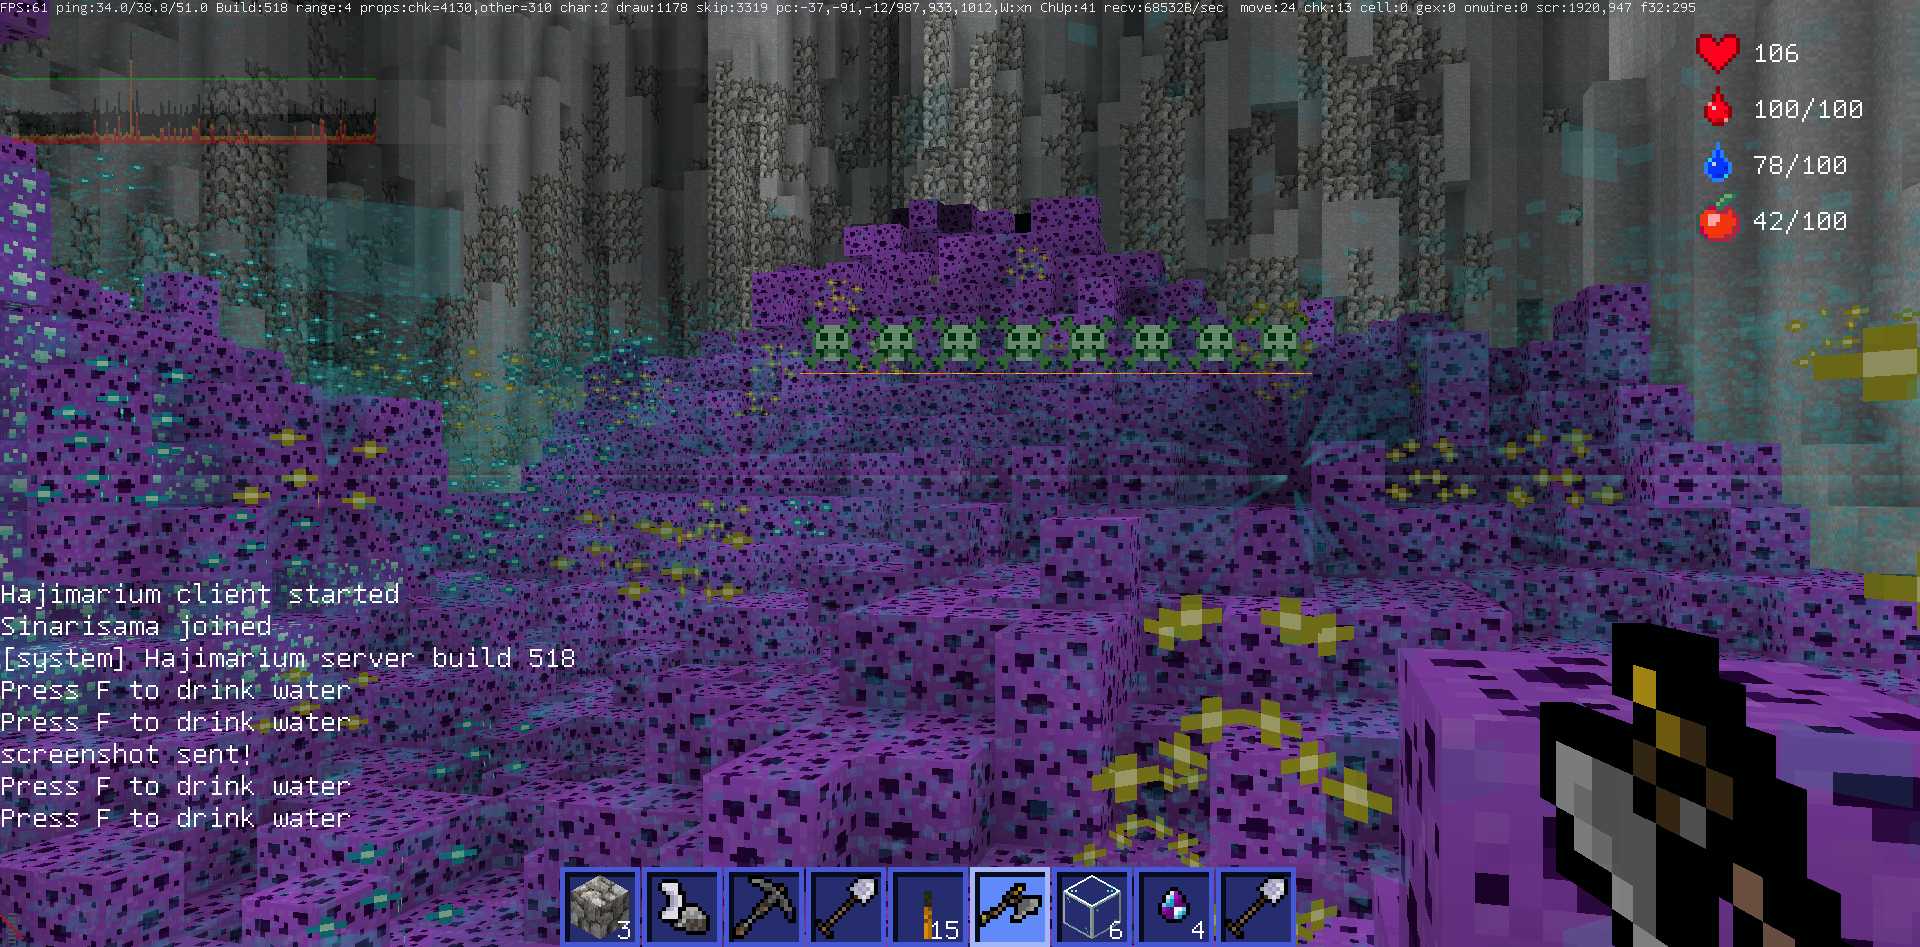 FPS:61 ping:34.0/38.8/51.0 Build:518 range:4 props:chk=4130,other=310 char:2 draw:1178 skip:3319 pc:-37,-91,-12/987,933,1012,W:xn ChUp:41 recv:68532B/sec  move:24 chk:13 cell:0 gex:0 onwire:0 scr:1920,947 f32:295
106
100/100
78/100
42/100
Hajimarium client started
Sinarisama joined
[system] Hajimarium server build 518
Press F to drink water
Press F to drink water
screenshot sent!
Press F to drink water
Press F to drink water
3
15
6
4